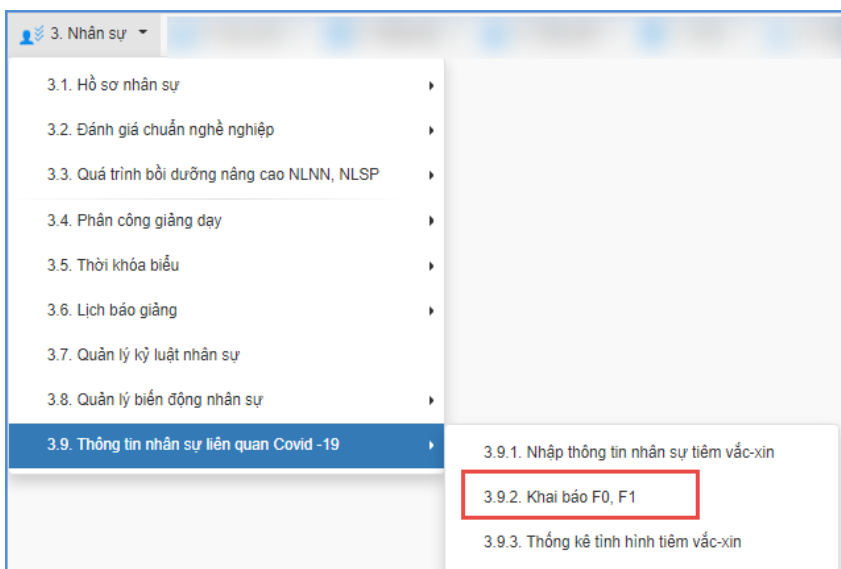 3. Nhân sự
3.1. Hồ sơ nhân sự
3.2. Đánh giá chuẩn nghề nghiệp
3.3. Quá trình bồi dưỡng nâng cao NLNN, NLSP
3.4. Phân công giảng dạy
3.5. Thời khóa biểu
3.6. Lịch báo giảng
3.7. Quản lý kỷ luật nhân sự
3.8. Quản lý biến động nhân sự
3.9. Thông tin nhân sự liên quan Covid -19
3.9.1. Nhập thông tin nhân sự tiêm vắc-xin
3.9.2. Khai báo F0, F1
3.9.3. Thống kê tình hình tiêm vắc-xin